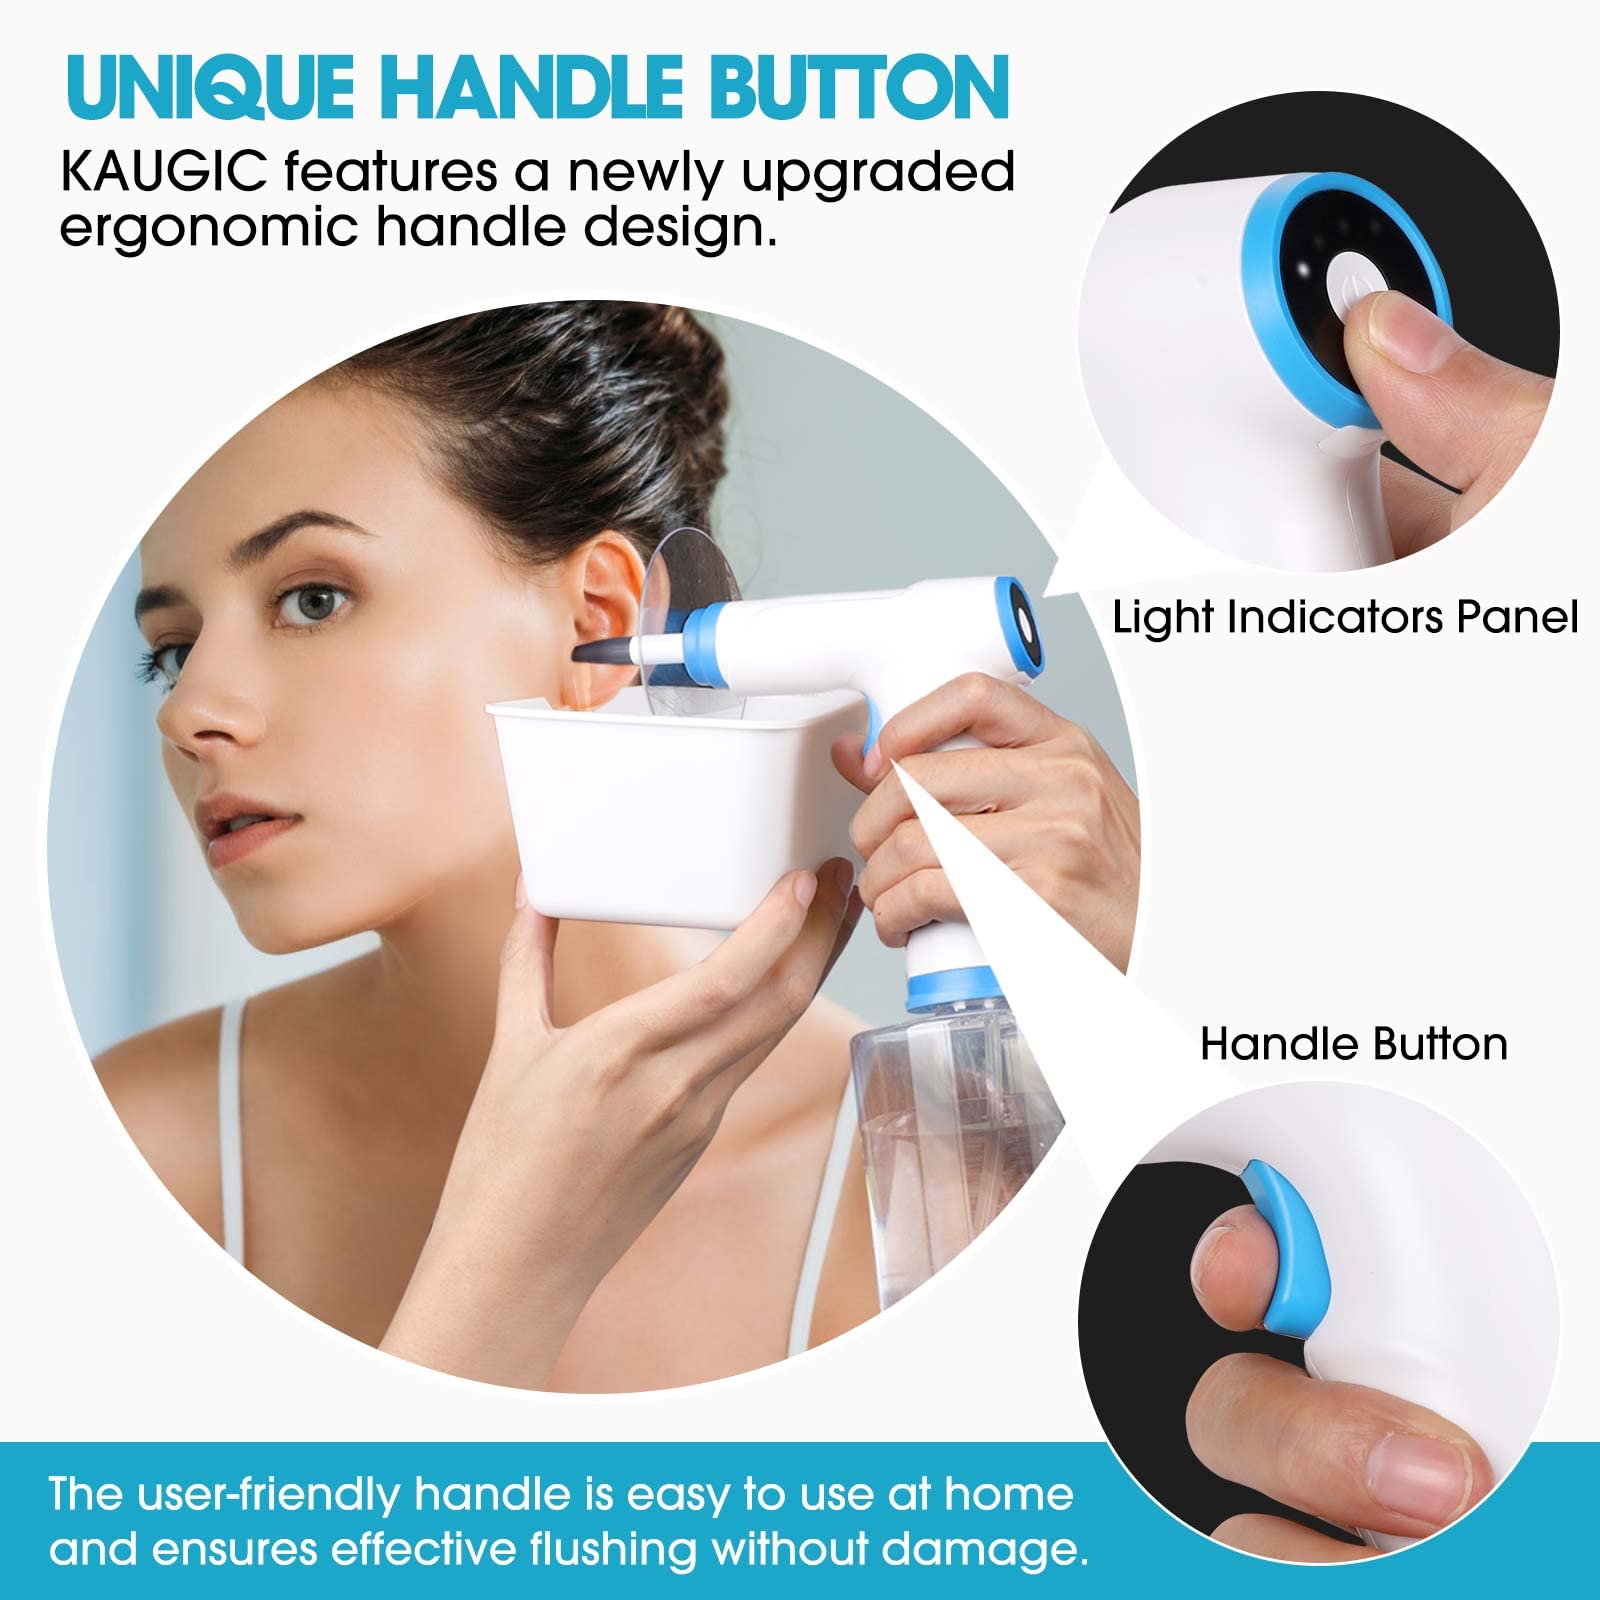 UNIQUE HANDLE BUTTON
KAUGIC features a newly upgraded
ergonomic handle design.
Light Indicators Panel
Handle Button
The user-friendly handle is easy to use at home
and ensures effective flushing without damage.